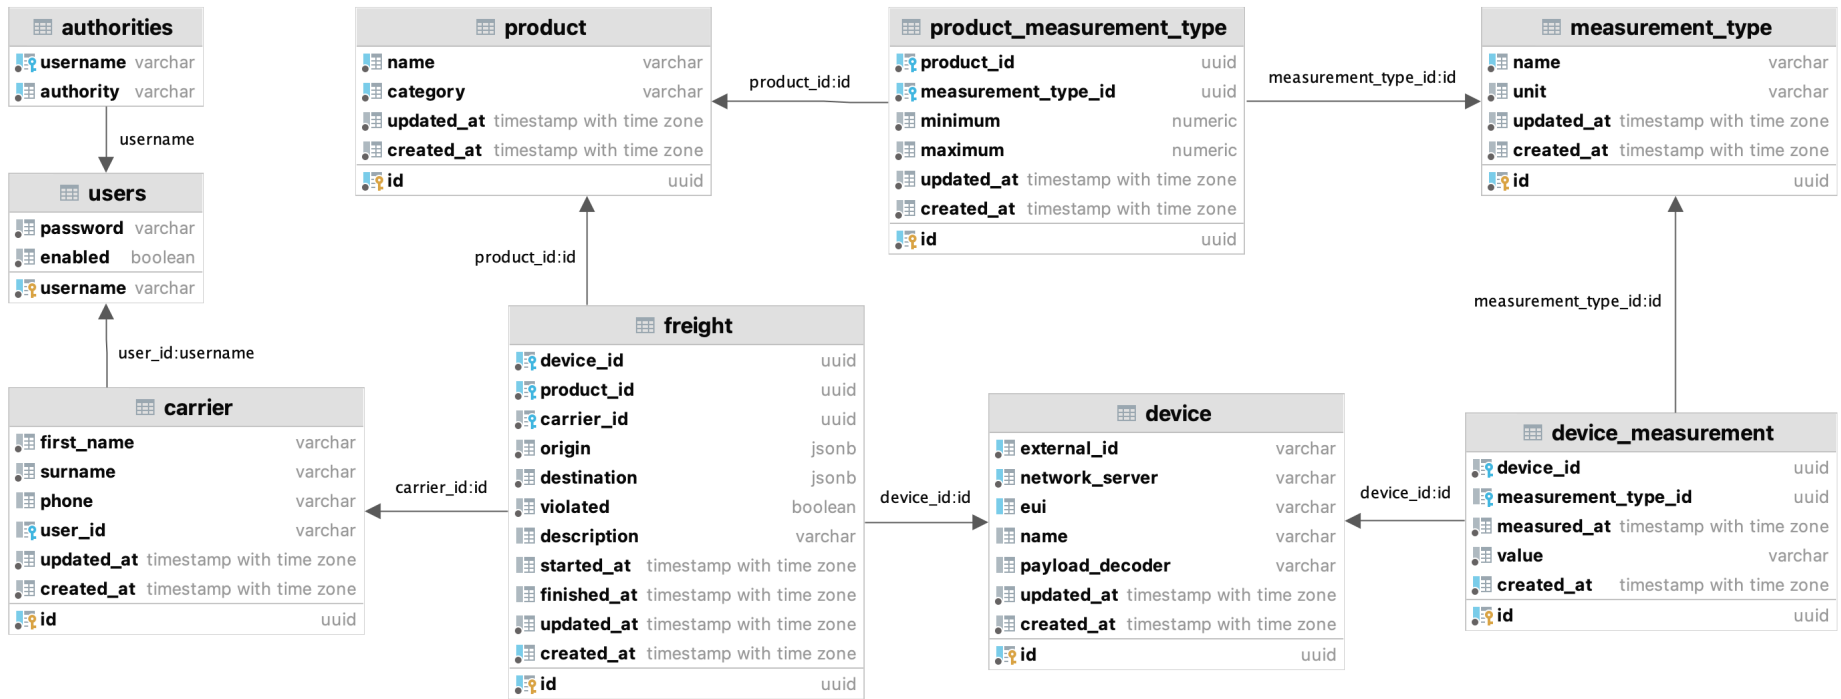 authorities
username varchar
authority varchar
username
users
password varchar
enabled boolean
username varchar
user_id:username
carrier
first_name varchar
surname varchar
phone varchar
user_id varchar
updated_at timestamp with time zone
created_at timestamp with time zone
id uuid
product
name varchar
category varchar
updated_at timestamp with time zone
created_at timestamp with time zone
id uuid
product_id:id
product_id:id
carrier_id:id
freight
device_id uuid
product_id uuid
carrier_id uuid
origin jsonb
destination jsonb
violated boolean
description varchar
started_at timestamp with time zone
finished_at timestamp with time zone
updated_at timestamp with time zone
created_at timestamp with time zone
id uuid
product_measurement_type
product_id uuid
measurement_type_id uuid
minimum numeric
maximum numeric
updated_at timestamp with time zone
created_at timestamp with time zone
id uuid
measurement_type_id:id
device_id:id
device
external_id varchar
network_server varchar
eui varchar
name varchar
payload_decoder varchar
updated_at timestamp with time zone
created_at timestamp with time zone
id uuid
device_id:id
measurement_type
name varchar
unit varchar
updated_at timestamp with time zone
created_at timestamp with time zone
id uuid
measurement_type_id:id
device_measurement
device_id uuid
measurement_type_id uuid
measured_at timestamp with time zone
value varchar
created_at timestamp with time zone
id uuid